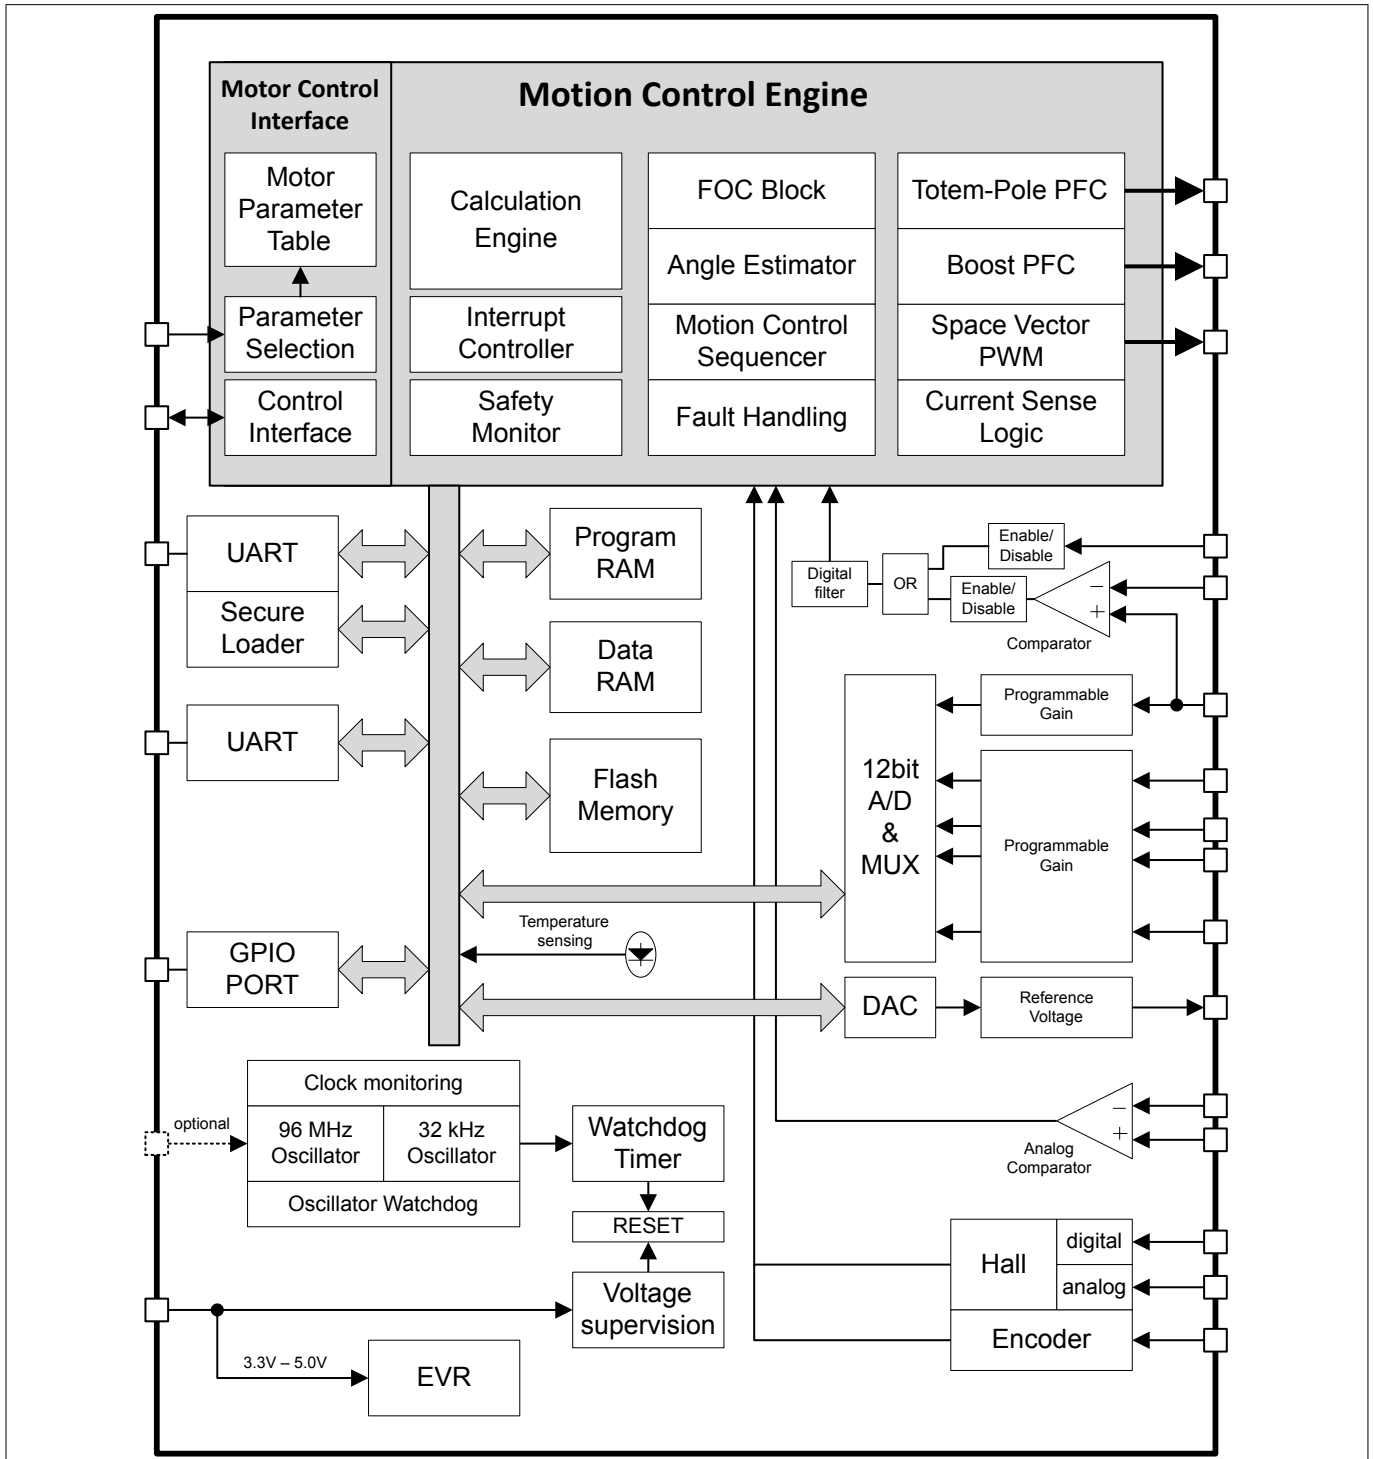 Motor Control
Interface
Motion Control Engine
Motor
Parameter
Table
Parameter
Selection
Control
Interface
Calculation
Engine
Interrupt
Controller
Safety
Monitor
FOC Block
Angle Estimator
Motion Control
Sequencer
Fault Handling
Totem-Pole PFC
Boost PFC
Space Vector
PWM
Current Sense
Logic
UART
Secure
Loader
UART
GPIO
PORT
Program
RAM
Data
RAM
Flash
Memory
Temperature
sensing
Digital
filter
OR
Enable/
Disable
Enable/
Disable
−
+
Comparator
12bit
A/D
&
MUX
Programmable
Gain
Programmable
Gain
DAC
Reference
Voltage
optional
Clock monitoring
96 MHz
Oscillator
32 kHz
Oscillator
Oscillator Watchdog
Watchdog
Timer
RESET
Voltage
supervision
3.3V – 5.0V
EVR
−
+
Analog
Comparator
Hall
digital
analog
Encoder